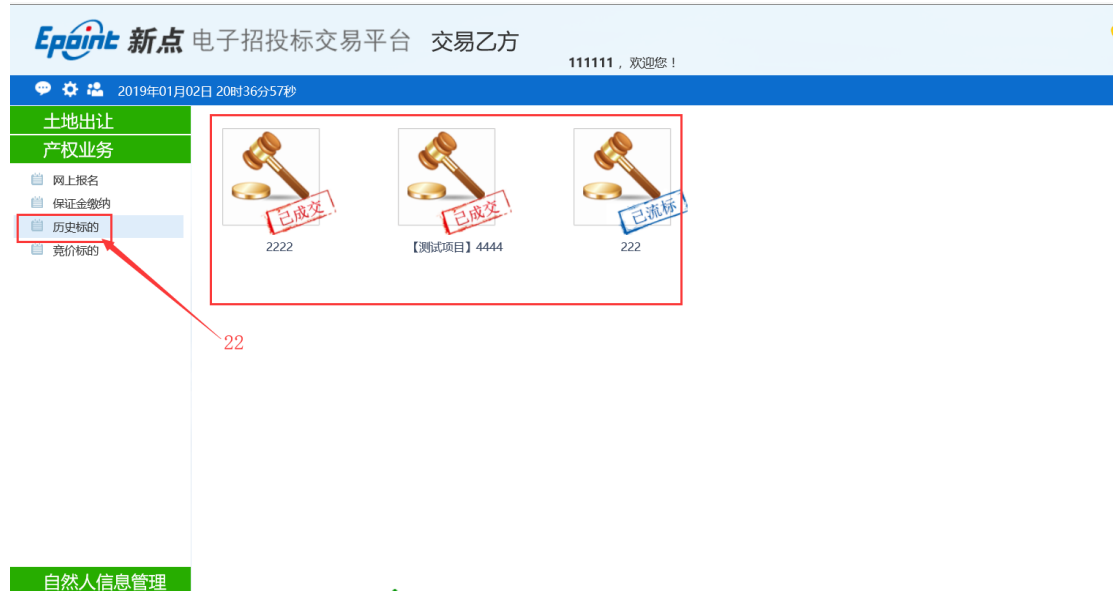 Epoint 新点 电子招投标交易平台 交易乙方
111111 ，欢迎您！
2019年01月02日 20时36分57秒
土地出让
产权业务
网上报名
保证金缴纳
历史标的
竞价标的
已成交
已成交
已流标
2222
【测试项目】4444
222
22
自然人信息管理